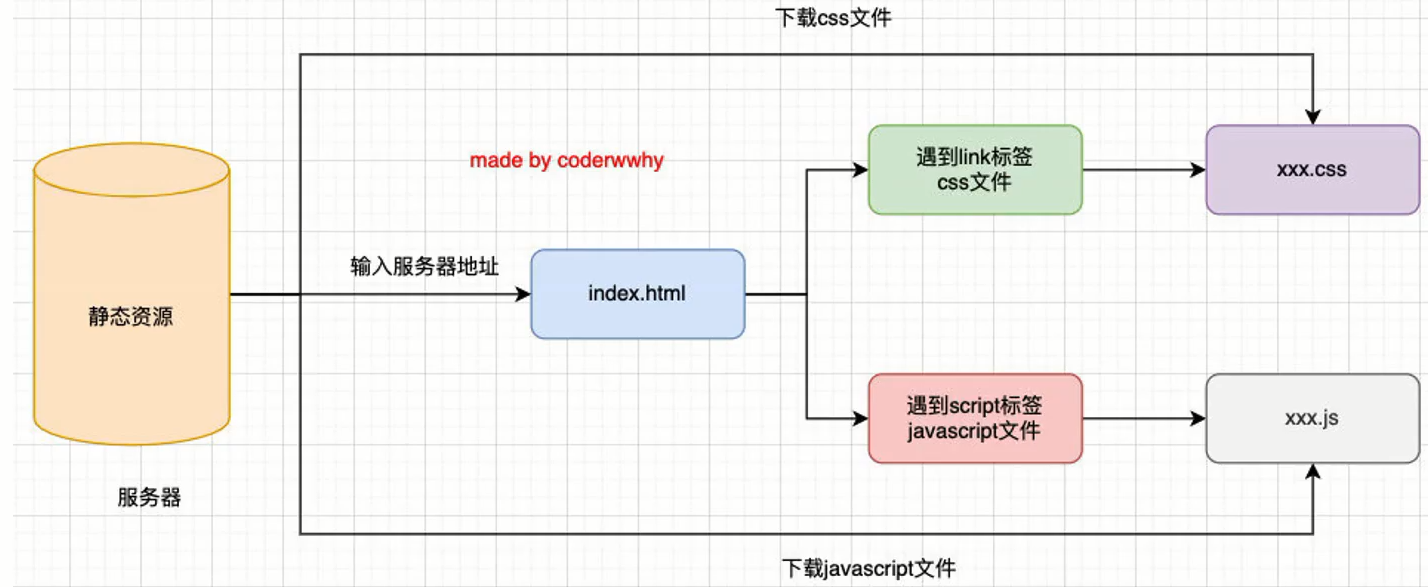 下载css文件
made by coderwwhy
遇到link标签
css文件
xxx.css
输入服务器地址
index.html
静态资源
遇到script标签
javascript文件
xxx.js
服务器
下载javascript文件